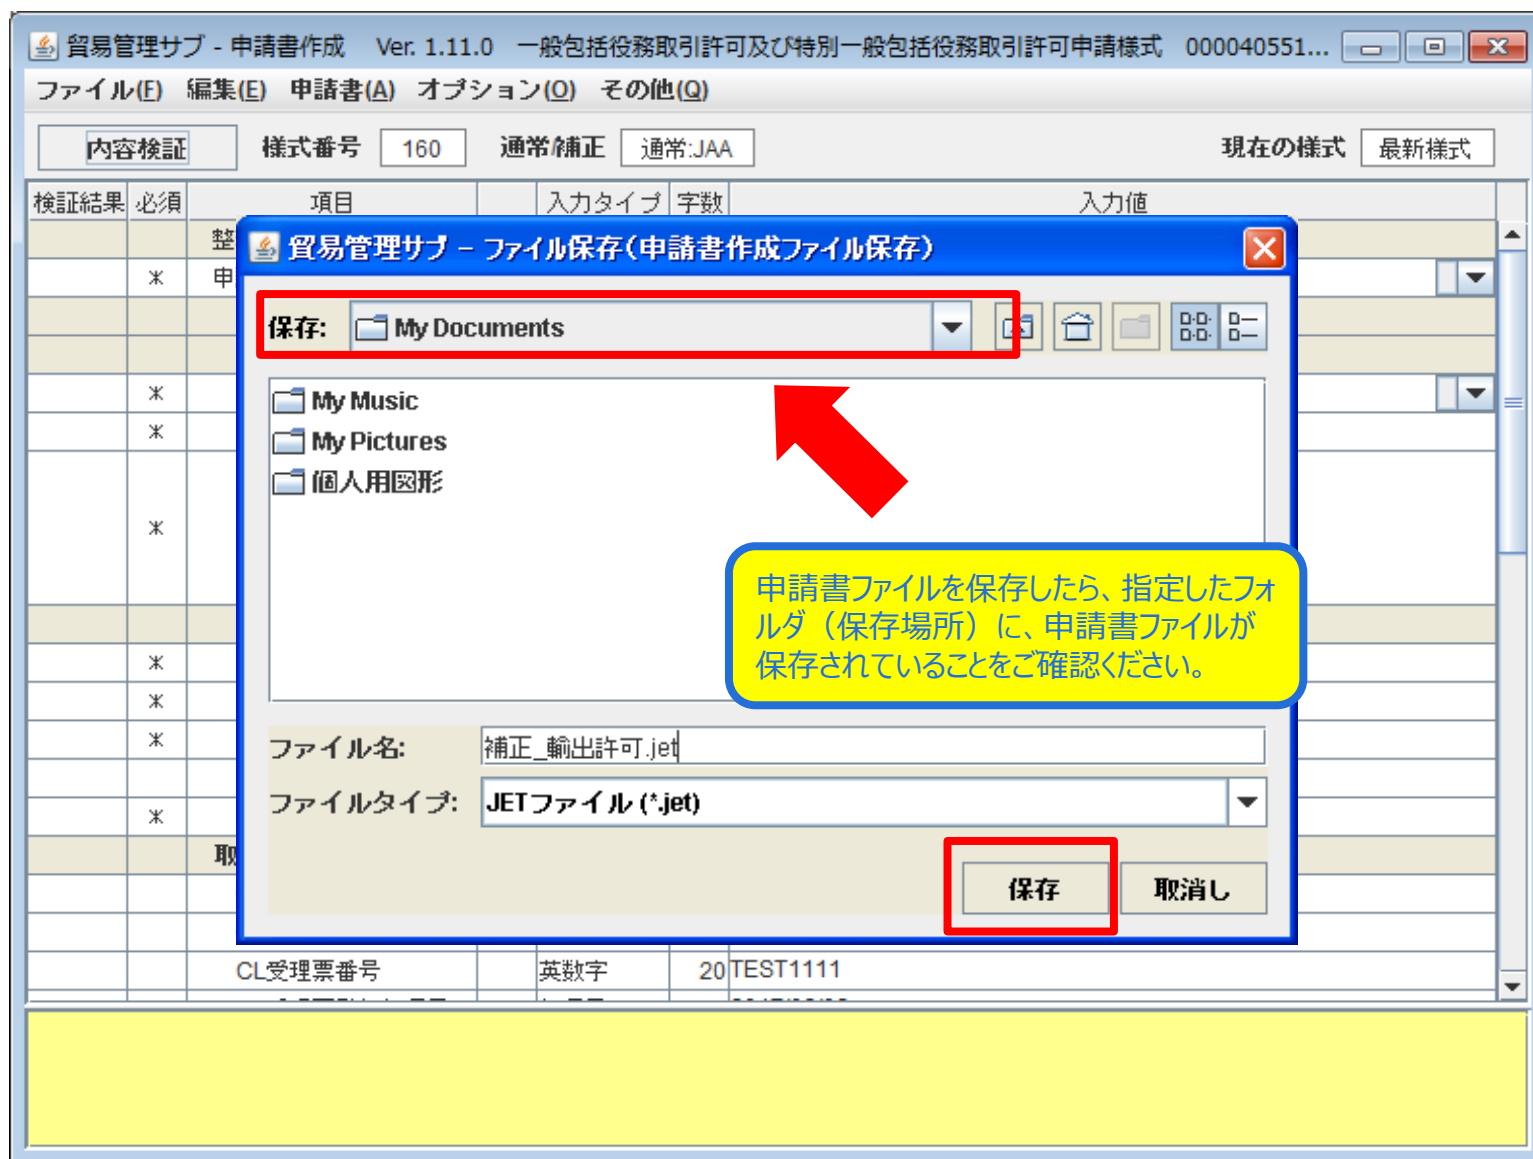 貿易管理サブ - 申請書作成 Ver. 1.11.0 一般包括役務取引許可及び特別一般包括役務取引許可申請様式 000040551...
ファイル(F) 編集(E) 申請書(A) オプション(O) その他(Q)
内容検証 様式番号 160 通常/補正 通常:JAA 現在の様式 最新様式
検証結果 必須 項目 入力タイプ 字数 入力値
整
貿易管理サブ - ファイル保存(申請書作成ファイル保存)
* 申
保存: My Documents
* My Music
* My Pictures
個人用図形
*
申請書ファイルを保存したら、指定したフォ
ルダ（保存場所）に、申請書ファイルが
保存されていることをご確認ください。
*
*
* ファイル名: 補正_輸出許可.jet
ファイルタイプ: JETファイル (*.jet)
*
取
保存 取消し
CL受理票番号 英数字 20 TEST1111